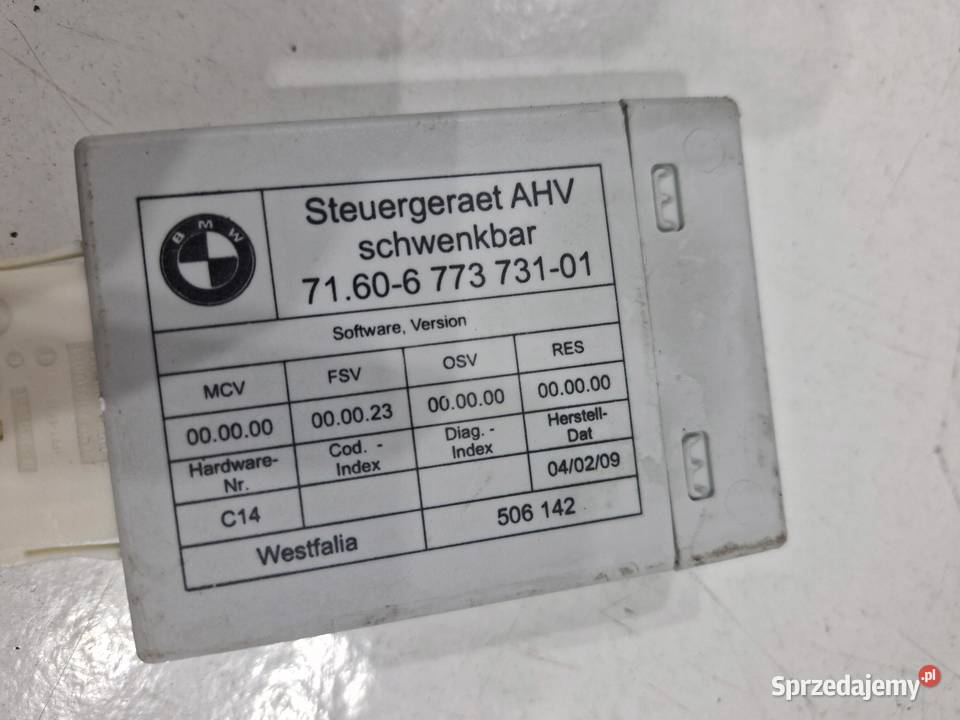 BMW
Steuergeraet AHV
schwenkbar
71.60-6 773 731-01
Software, Version
MCV FSV OSV RES
00.00.00 00.00.23 00.00.00 00.00.00
Hardware-Nr. Cod. -Index Diag. -Index Herstell-Dat
C14 04/02/09
Westfalia 506 142
Sprzedajemy.pl